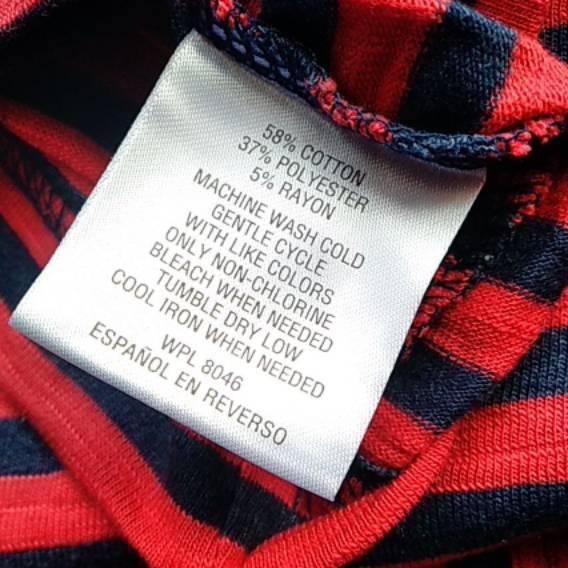 58% COTTON
37% POLYESTER
5% RAYON
MACHINE WASH COLD
GENTLE CYCLE
WITH LIKE COLORS
ONLY NON-CHLORINE
BLEACH WHEN NEEDED
TUMBLE DRY LOW
COOL IRON WHEN NEEDED
WPL 8046
ESPAÑOL EN REVERSO